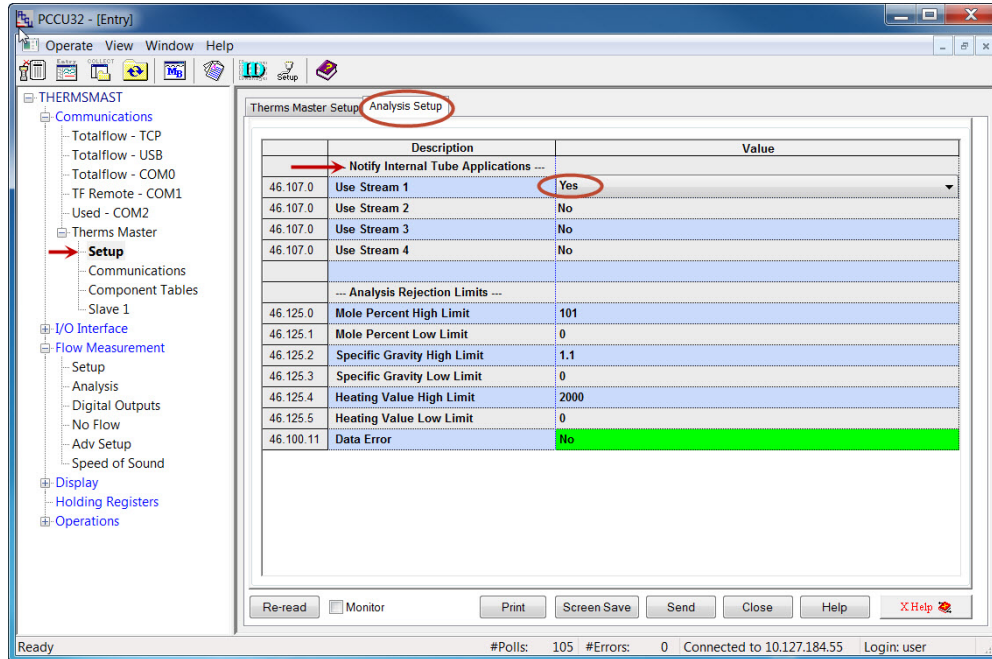 PCCU32 - [Entry]
Operate View Window Help
Entry COLLECT MB Setup
THERMSMAST
Communications
Totalflow - TCP
Totalflow - USB
Totalflow - COM0
TF Remote - COM1
Used - COM2
Therms Master
Setup
Communications
Component Tables
Slave 1
I/O Interface
Flow Measurement
Setup
Analysis
Digital Outputs
No Flow
Adv Setup
Speed of Sound
Display
Holding Registers
Operations
Therms Master Setup Analysis Setup
Description Value
Notify Internal Tube Applications ---
46.107.0 Use Stream 1 Yes
46.107.0 Use Stream 2 No
46.107.0 Use Stream 3 No
46.107.0 Use Stream 4 No
--- Analysis Rejection Limits ---
46.125.0 Mole Percent High Limit 101
46.125.1 Mole Percent Low Limit 0
46.125.2 Specific Gravity High Limit 1.1
46.125.3 Specific Gravity Low Limit 0
46.125.4 Heating Value High Limit 2000
46.125.5 Heating Value Low Limit 0
46.100.11 Data Error No
Re-read Monitor Print Screen Save Send Close Help X Help
Ready #Polls: 105 #Errors: 0 Connected to 10.127.184.55 Login: user